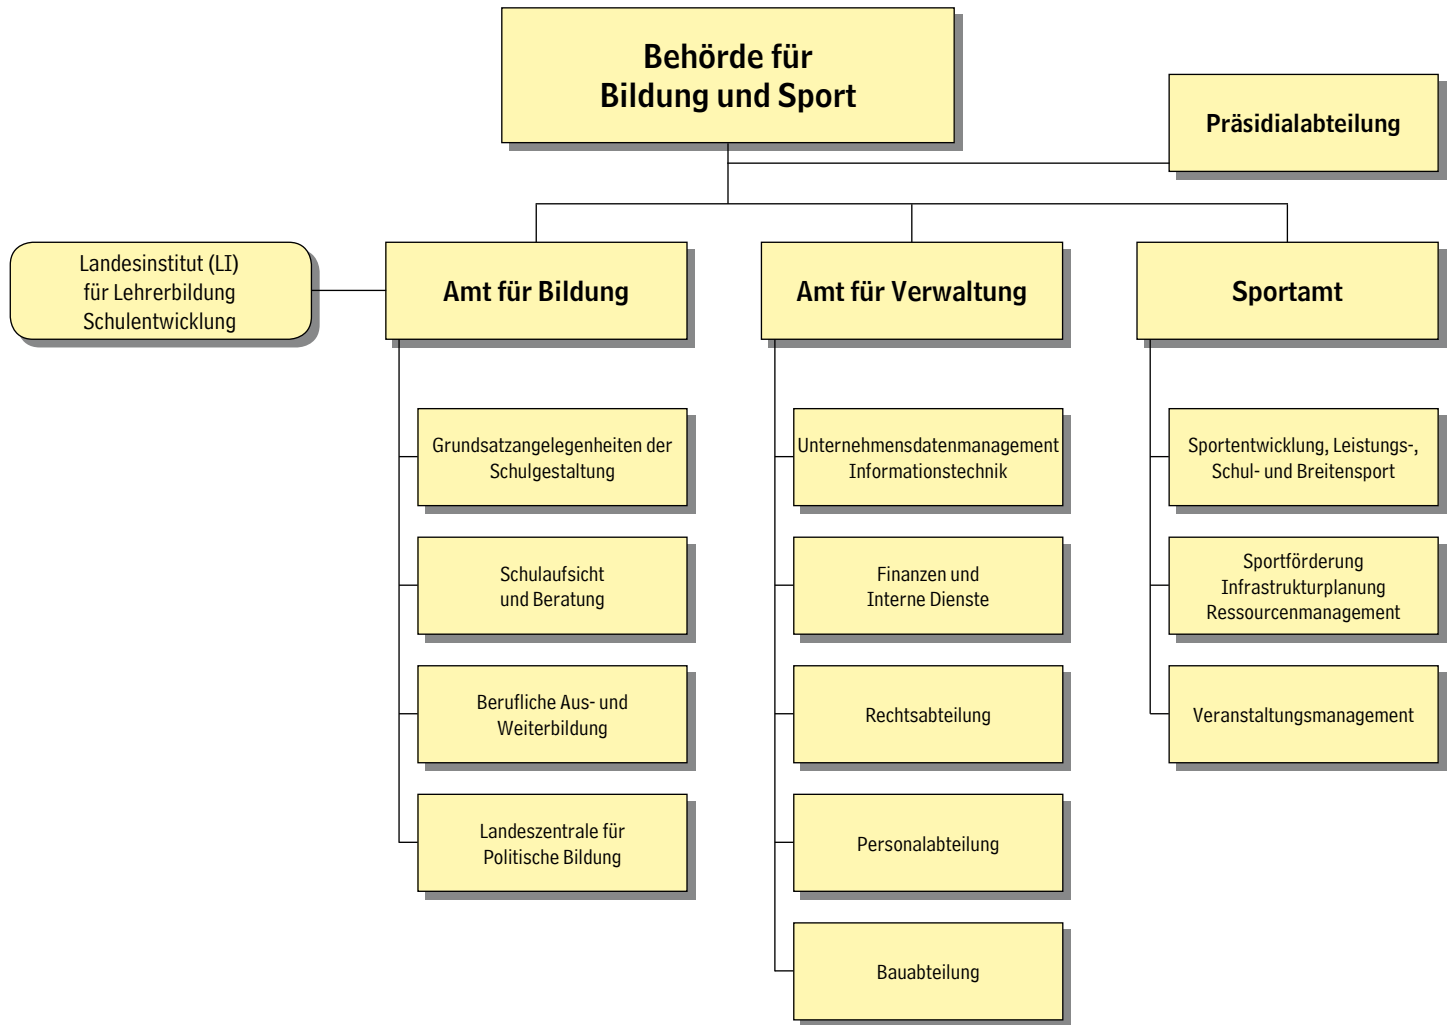 Behörde für
Bildung und Sport
Präsidialabteilung
Landesinstitut (LI)
für Lehrerbildung
Schulentwicklung
Amt für Bildung
Amt für Verwaltung
Sportamt
Grundsatzangelegenheiten der
Schulgestaltung
Schulaufsicht
und Beratung
Berufliche Aus- und
Weiterbildung
Landeszentrale für
Politische Bildung
Unternehmensdatenmanagement
Informationstechnik
Finanzen und
Interne Dienste
Rechtsabteilung
Personalabteilung
Bauabteilung
Sportentwicklung, Leistungs-,
Schul- und Breitensport
Sportförderung
Infrastrukturplanung
Ressourcenmanagement
Veranstaltungsmanagement